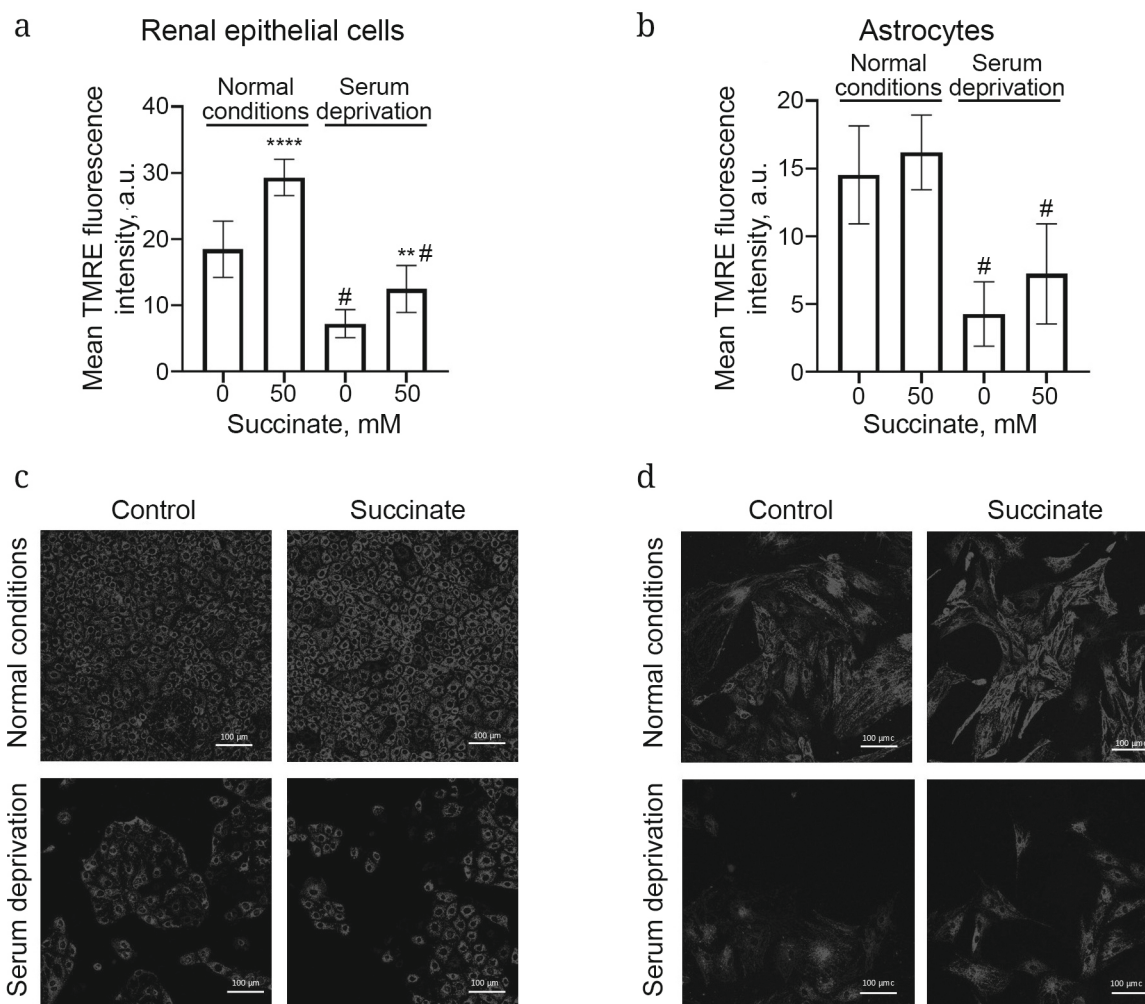 a
Renal epithelial cells
Normal
conditions
Serum
deprivation
Mean TMRE fluorescence
intensity, a.u.
40
30
20
10
0
****
#
** #
0 50 0 50
Succinate, mM
b
Astrocytes
Normal
conditions
Serum
deprivation
Mean TMRE fluorescence
intensity, a.u.
20
15
10
5
0
#
#
0 50 0 50
Succinate, mM
c
Control Succinate
Normal conditions
100 µm
100 µm
Serum deprivation
100 µm
100 µm
d
Control Succinate
Normal conditions
100 µmc
100 µmc
Serum deprivation
100 µmc
100 µmc